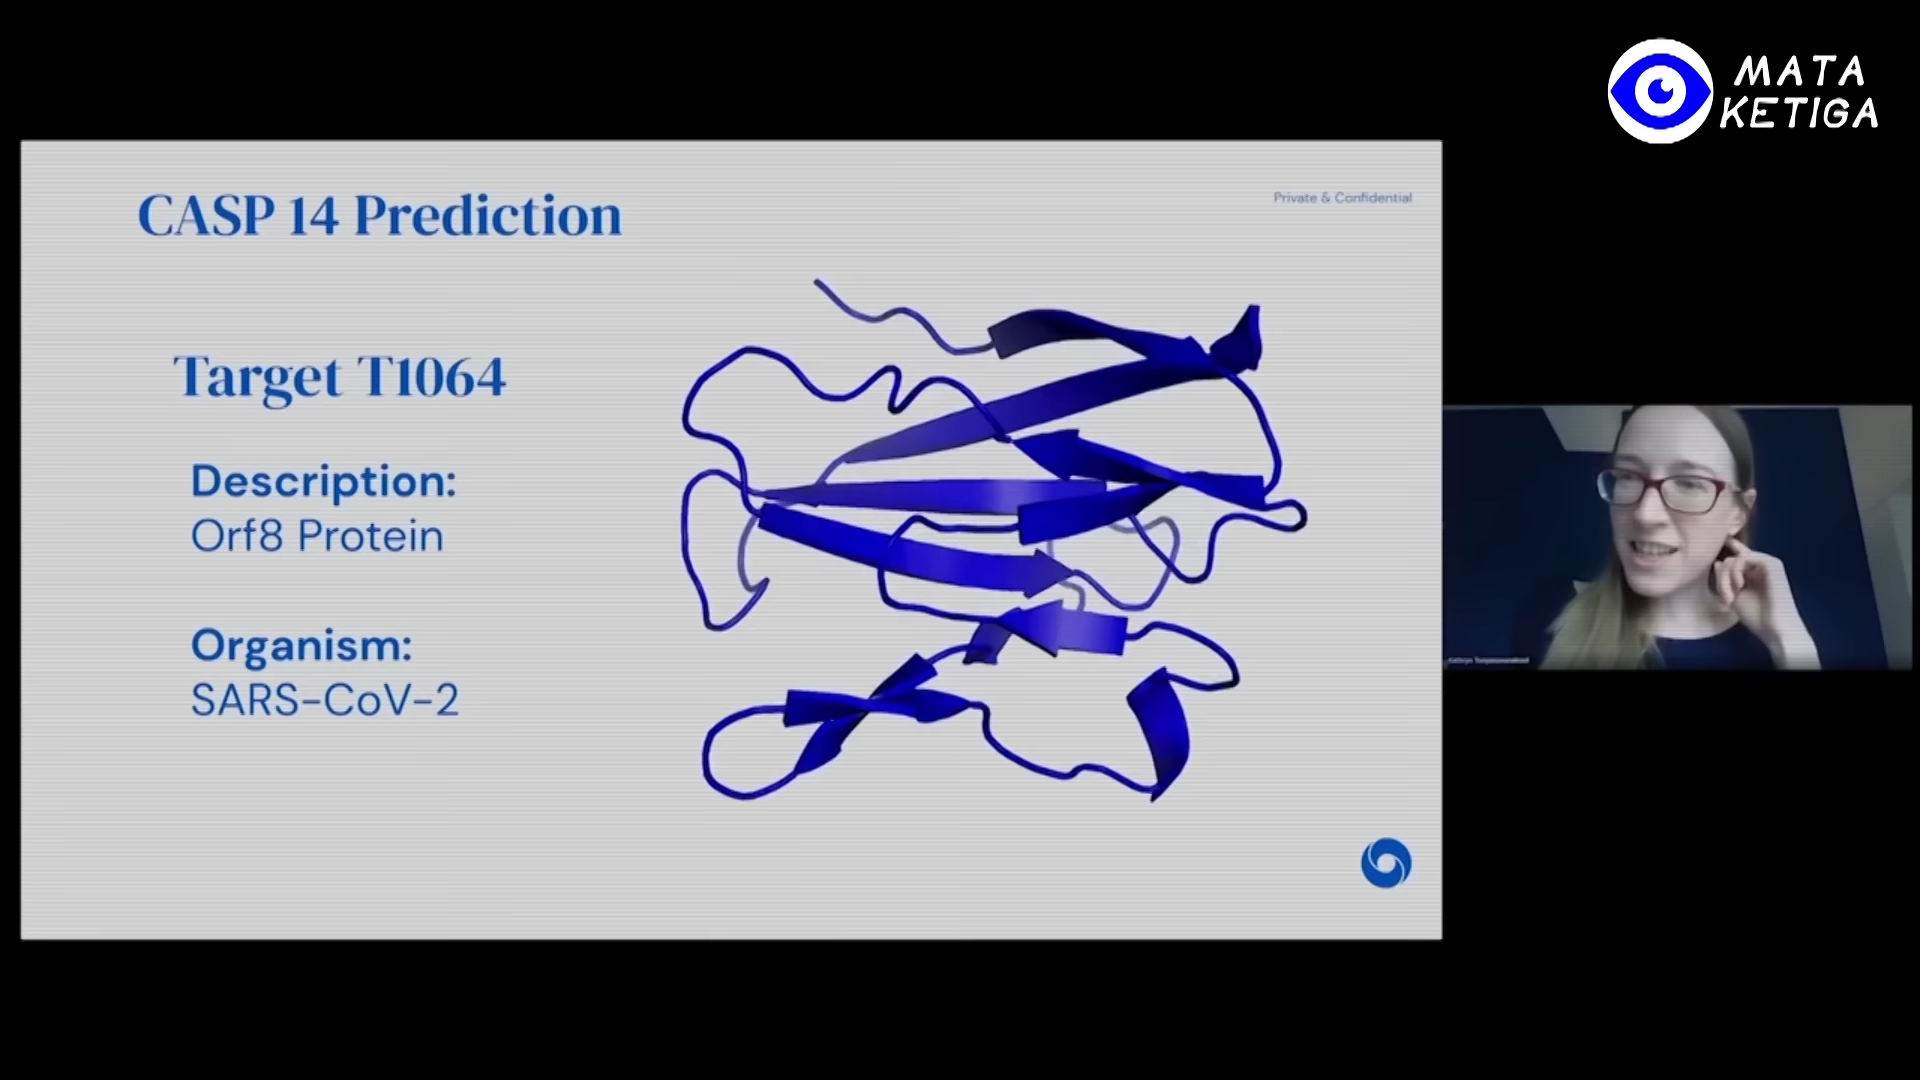 MATA
KETIGA
CASP 14 Prediction
Private & Confidential
Target T1064
Description:
Orf8 Protein
Organism:
SARS-CoV-2